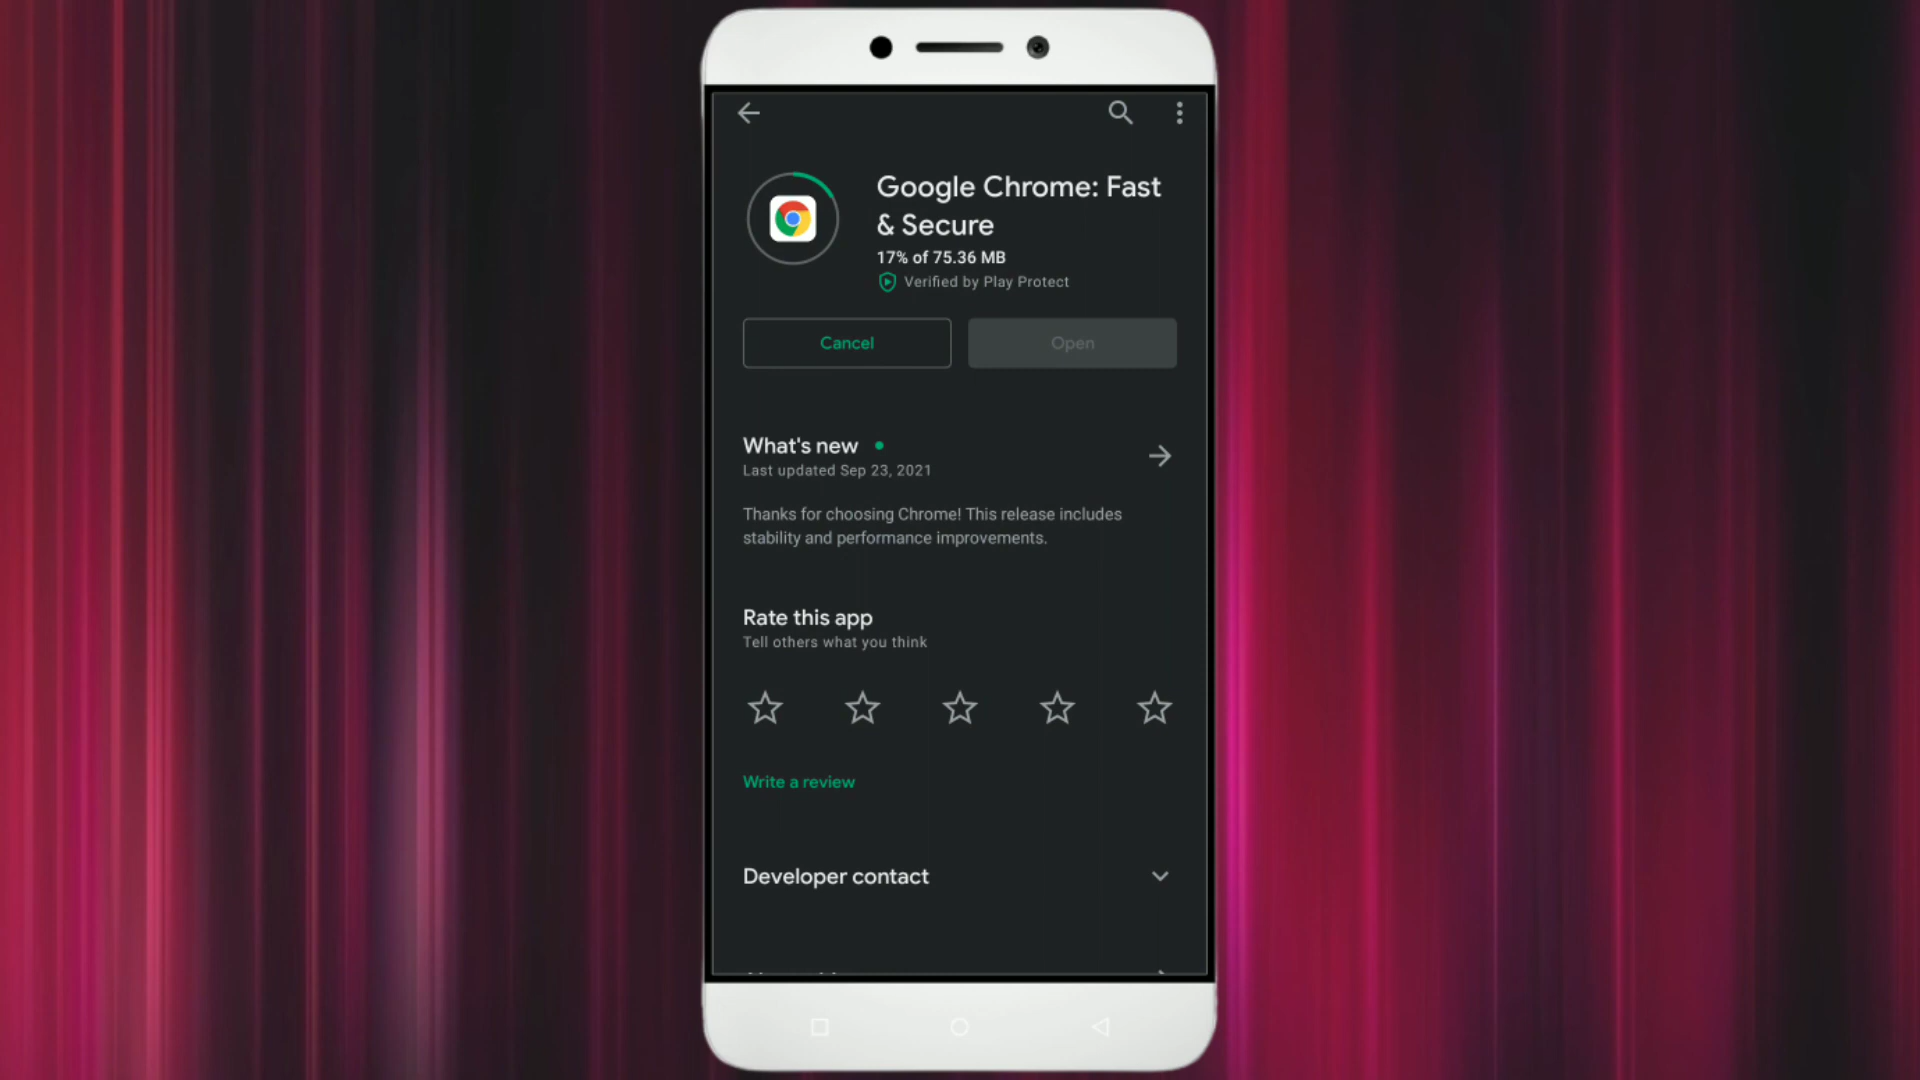 Google Chrome: Fast
& Secure
17% of 75.36 MB
Verified by Play Protect
Cancel
Open
What's new
Last updated Sep 23, 2021
Thanks for choosing Chrome! This release includes
stability and performance improvements.
Rate this app
Tell others what you think
Write a review
Developer contact